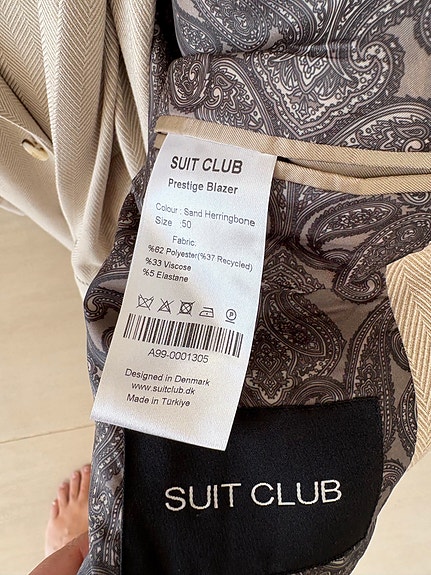 SUIT CLUB
Prestige Blazer
Colour : Sand Herringbone
Size :50
Fabric:
%62 Polyester(%37 Recycled)
%33 Viscose
%5 Elastane
P
A99-0001305
Designed in Denmark
www.suitclub.dk
Made in Türkiye
SUIT CLUB